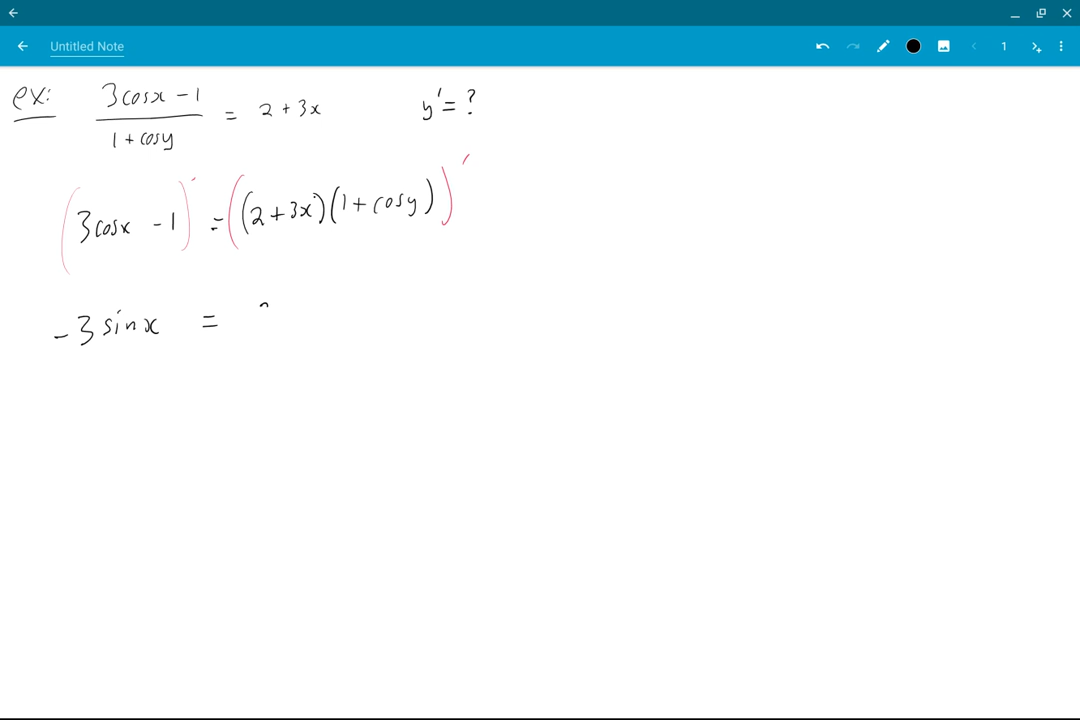 Untitled Note
1
ex: (3cosx - 1)/(1 + cosy) = 2 + 3x y' = ?
(3cosx - 1)' = ((2 + 3x)(1 + cosy))'
-3 sinx =